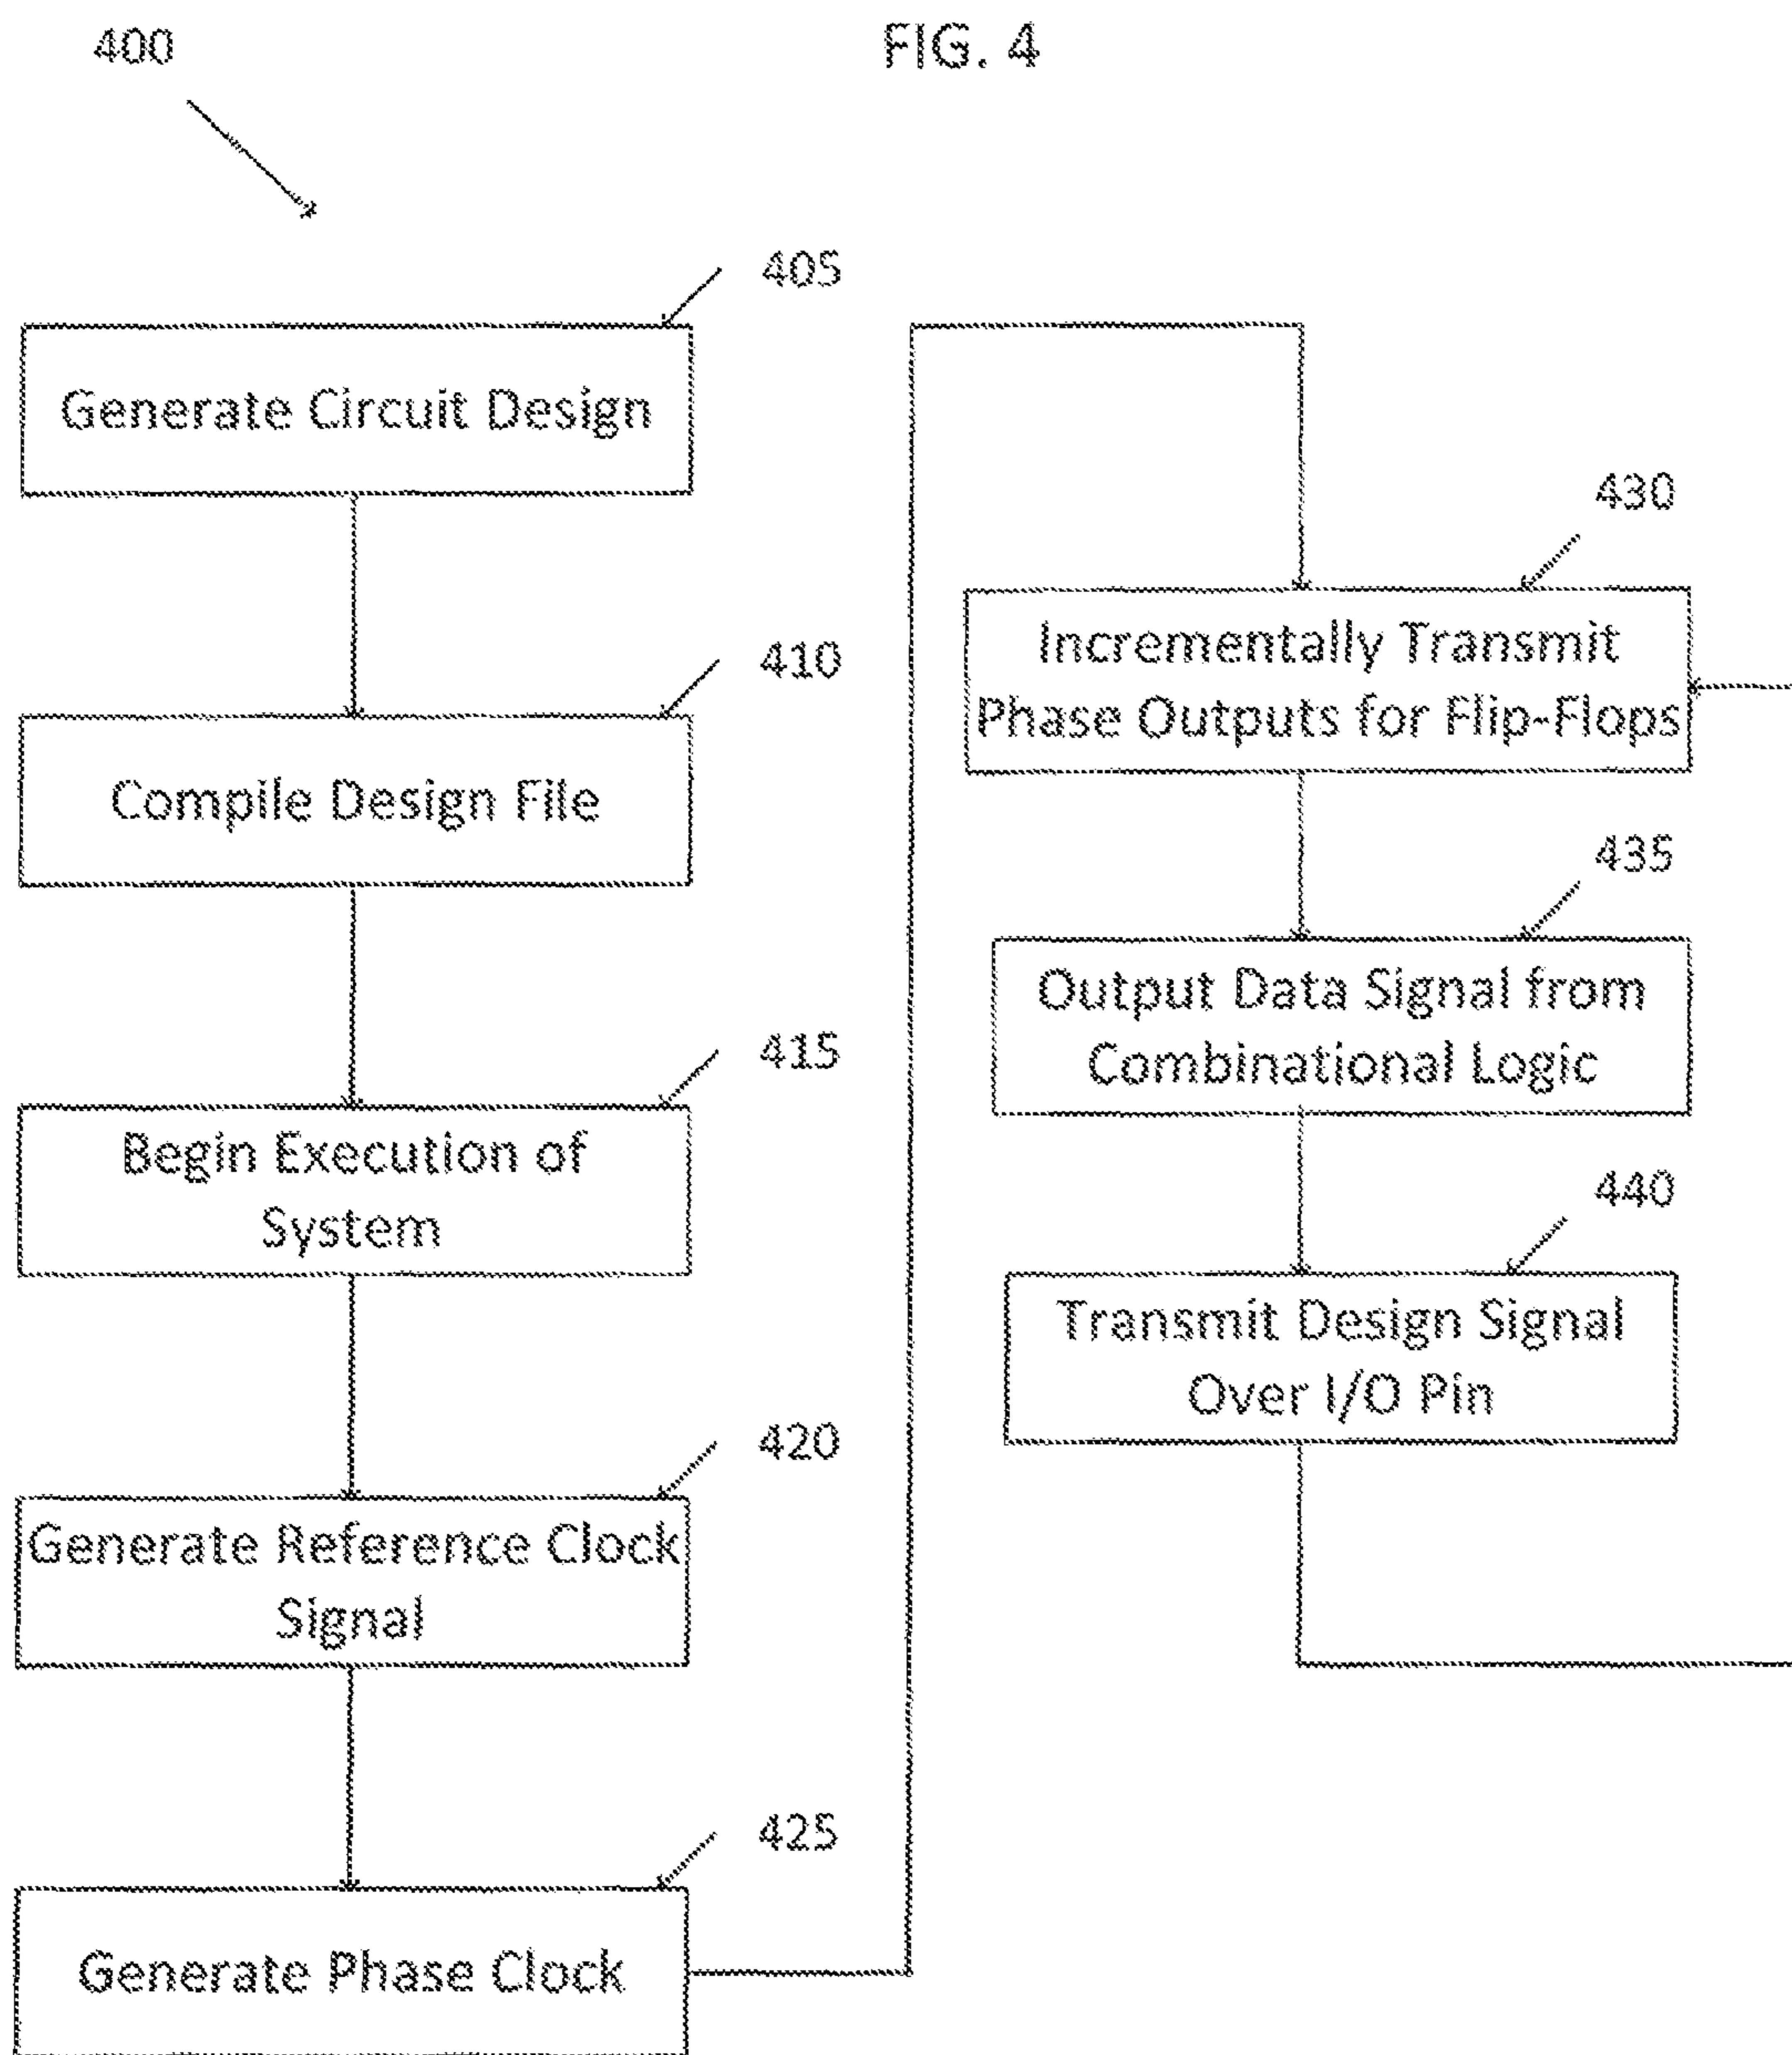 FIG. 4
400
405
Generate Circuit Design
410
Compile Design File
415
Begin Execution of
System
420
Generate Reference Clock
Signal
425
Generate Phase Clock
430
Incrementally Transmit
Phase Outputs for Flip-Flops
435
Output Data Signal from
Combinational Logic
440
Transmit Design Signal
Over I/O Pin